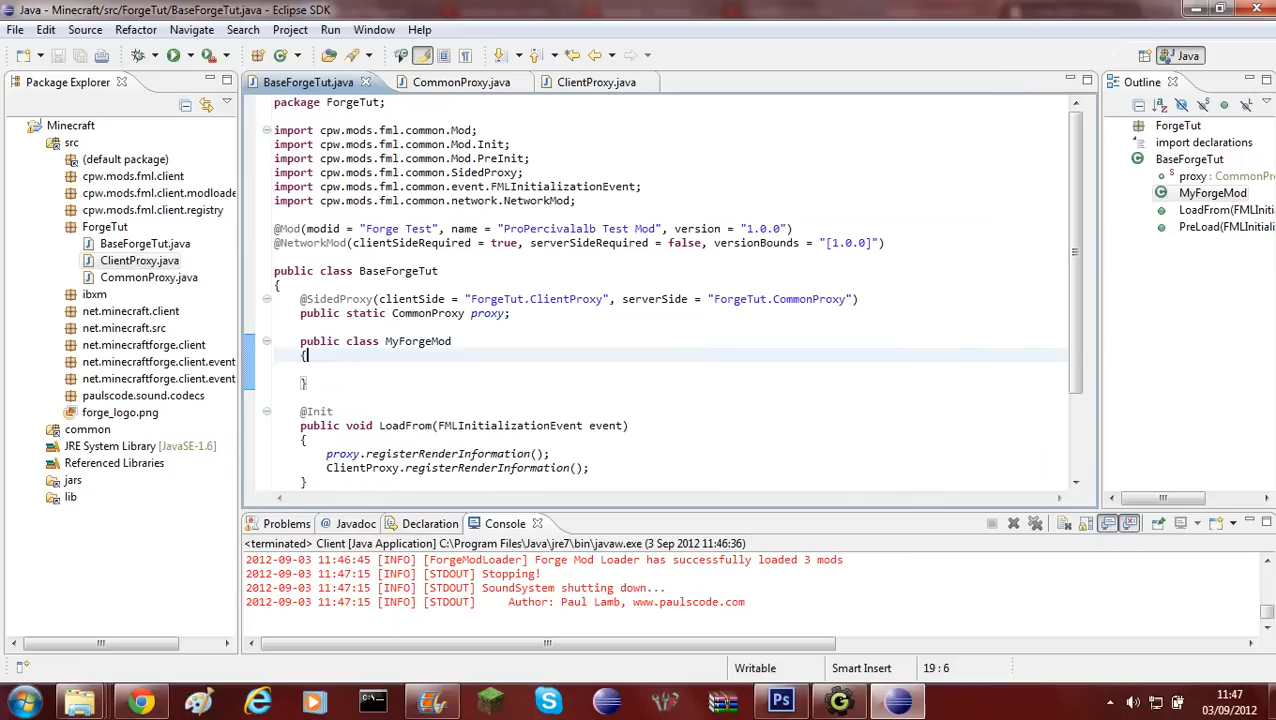 Java - Minecraft/src/ForgeTut/BaseForgeTut.java - Eclipse SDK
File Edit Source Refactor Navigate Search Project Run Window Help
Java
Package Explorer
Minecraft
src
(default package)
cpw.mods.fml.client
cpw.mods.fml.client.modloade
cpw.mods.fml.client.registry
ForgeTut
BaseForgeTut.java
ClientProxy.java
CommonProxy.java
ibxm
net.minecraft.client
net.minecraft.src
net.minecraftforge.client
net.minecraftforge.client.event
net.minecraftforge.client.event
paulscode.sound.codecs
forge_logo.png
common
JRE System Library [JavaSE-1.6]
Referenced Libraries
jars
lib
BaseForgeTut.java CommonProxy.java ClientProxy.java
package ForgeTut;
import cpw.mods.fml.common.Mod;
import cpw.mods.fml.common.Mod.Init;
import cpw.mods.fml.common.Mod.PreInit;
import cpw.mods.fml.common.SidedProxy;
import cpw.mods.fml.common.event.FMLInitializationEvent;
import cpw.mods.fml.common.network.NetworkMod;
@Mod(modid = "Forge Test", name = "ProPercivalalb Test Mod", version = "1.0.0")
@NetworkMod(clientSideRequired = true, serverSideRequired = false, versionBounds = "[1.0.0]")
public class BaseForgeTut
{
@SidedProxy(clientSide = "ForgeTut.ClientProxy", serverSide = "ForgeTut.CommonProxy")
public static CommonProxy proxy;
public class MyForgeMod
{
}
@Init
public void LoadFrom(FMLInitializationEvent event)
{
proxy.registerRenderInformation();
ClientProxy.registerRenderInformation();
}
Outline
ForgeTut
import declarations
BaseForgeTut
proxy : CommonPro
MyForgeMod
LoadFrom(FMLIniti
PreLoad(FMLIniti
Problems Javadoc Declaration Console
<terminated> Client [Java Application] C:\Program Files\Java\jre7\bin\javaw.exe (3 Sep 2012 11:46:36)
2012-09-03 11:46:45 [INFO] [ForgeModLoader] Forge Mod Loader has successfully loaded 3 mods
2012-09-03 11:47:15 [INFO] [STDOUT] Stopping!
2012-09-03 11:47:15 [INFO] [STDOUT] SoundSystem shutting down...
2012-09-03 11:47:15 [INFO] [STDOUT] Author: Paul Lamb, www.paulscode.com
Writable Smart Insert 19 : 6
Ps
11:47
03/09/2012